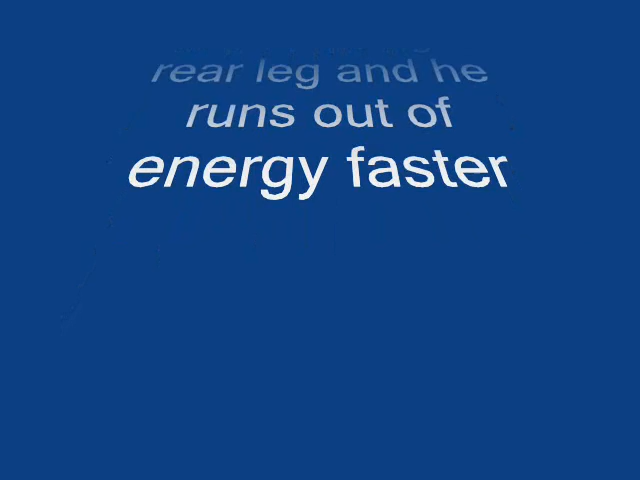 rear leg and he
runs out of
energy faster